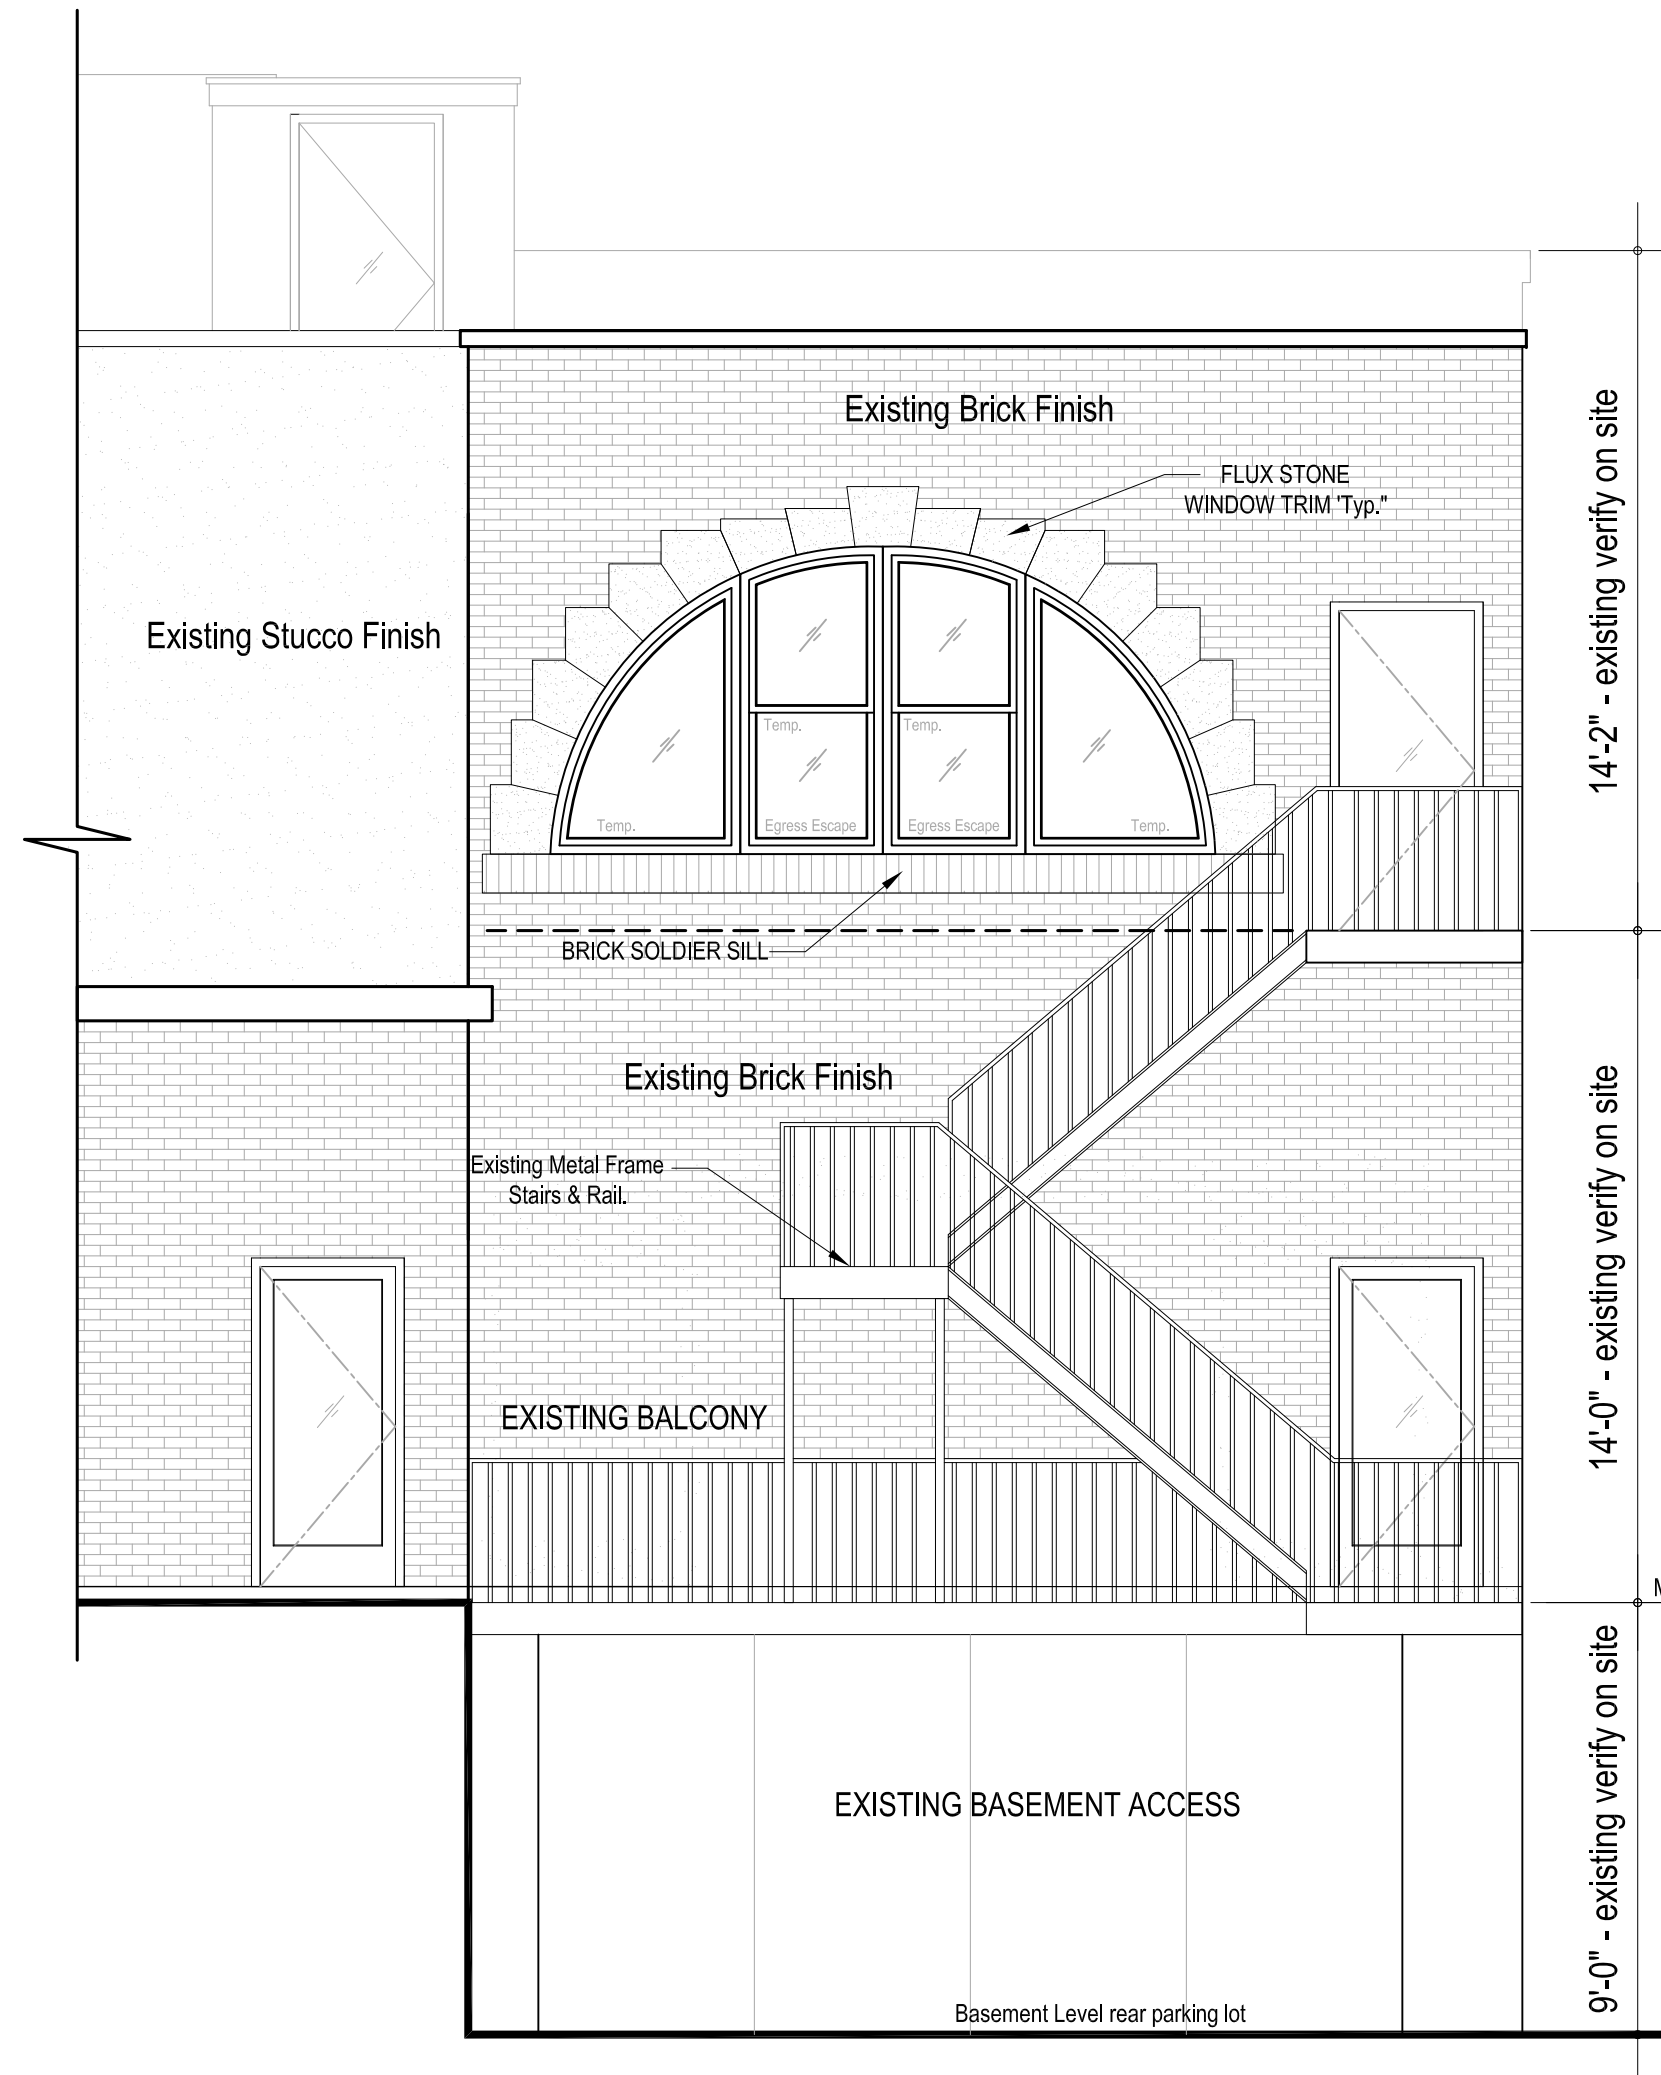 Existing Brick Finish
FLUX STONE
WINDOW TRIM 'Typ."
Existing Stucco Finish
14'-2" - existing verify on site
Temp.
Temp.
Temp.
Egress Escape
Egress Escape
Temp.
BRICK SOLDIER SILL
Existing Brick Finish
Existing Metal Frame
Stairs & Rail.
14'-0" - existing verify on site
EXISTING BALCONY
M
9'-0" - existing verify on site
EXISTING BASEMENT ACCESS
Basement Level rear parking lot